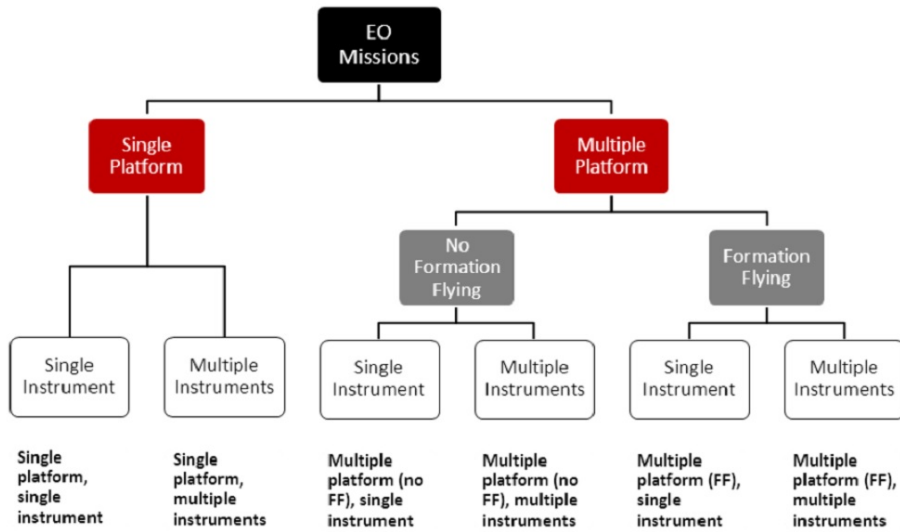 EO
Missions
Single
Platform
Multiple
Platform
No
Formation
Flying
Formation
Flying
Single
Instrument
Multiple
Instruments
Single
Instrument
Multiple
Instruments
Single
Instrument
Multiple
Instruments
Single
platform,
single
instrument
Single
platform,
multiple
instruments
Multiple
platform (no
FF), single
instrument
Multiple
platform (no
FF), multiple
instruments
Multiple
platform (FF),
single
instrument
Multiple
platform (FF),
multiple
instruments